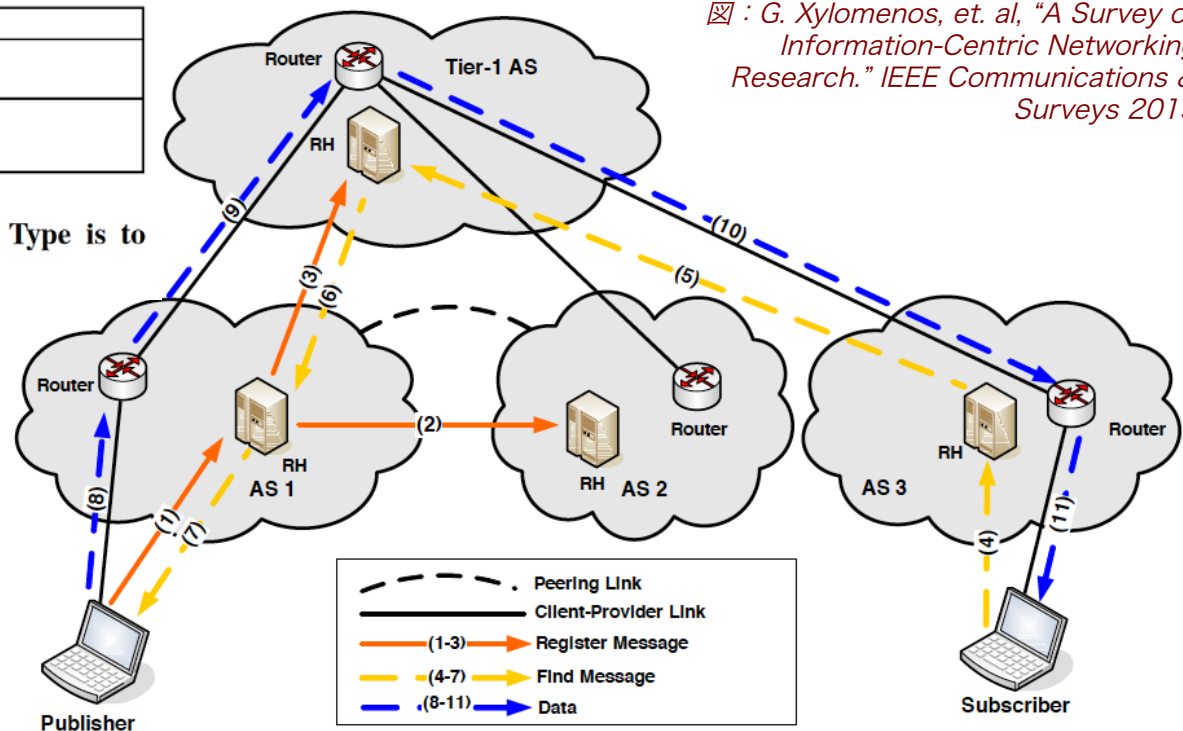 図：G. Xylomenos, et. al, “A Survey o
Information-Centric Networking
Research.” IEEE Communications &
Surveys 201
Type is to
Router
Tier-1 AS
RH
(9)
(10)
(3)
(6)
(5)
Router
RH
AS 1
(2)
RH
AS 2
Router
AS 3
RH
Router
(8)
(1)
(7)
(4)
(11)
Publisher
Subscriber
Peering Link
Client-Provider Link
(1-3) Register Message
(4-7) Find Message
(8-11) Data